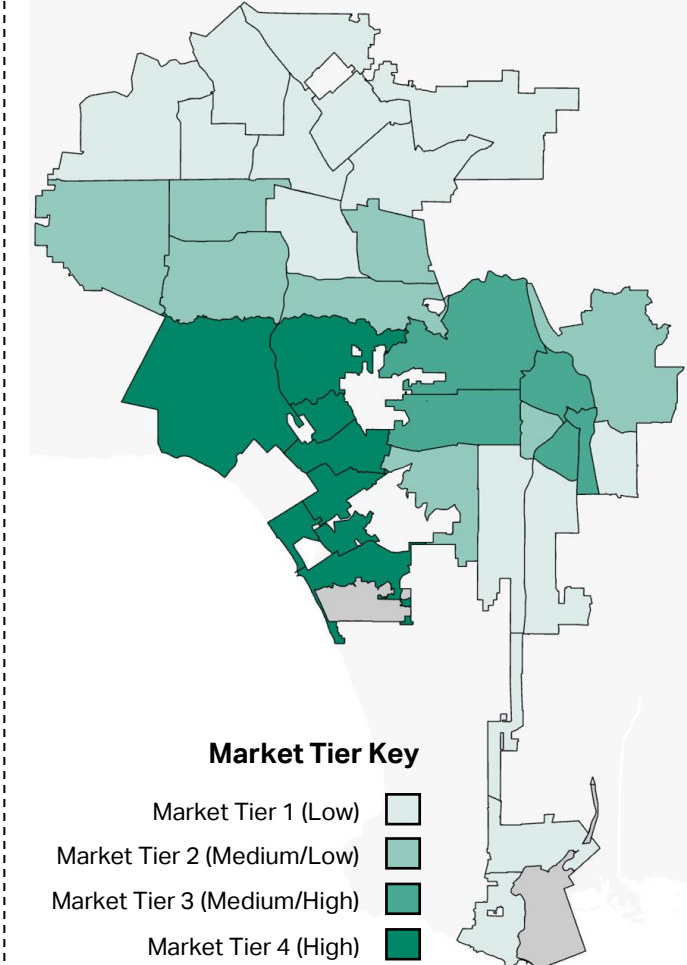 Market Tier Key
Market Tier 1 (Low)
Market Tier 2 (Medium/Low)
Market Tier 3 (Medium/High)
Market Tier 4 (High)